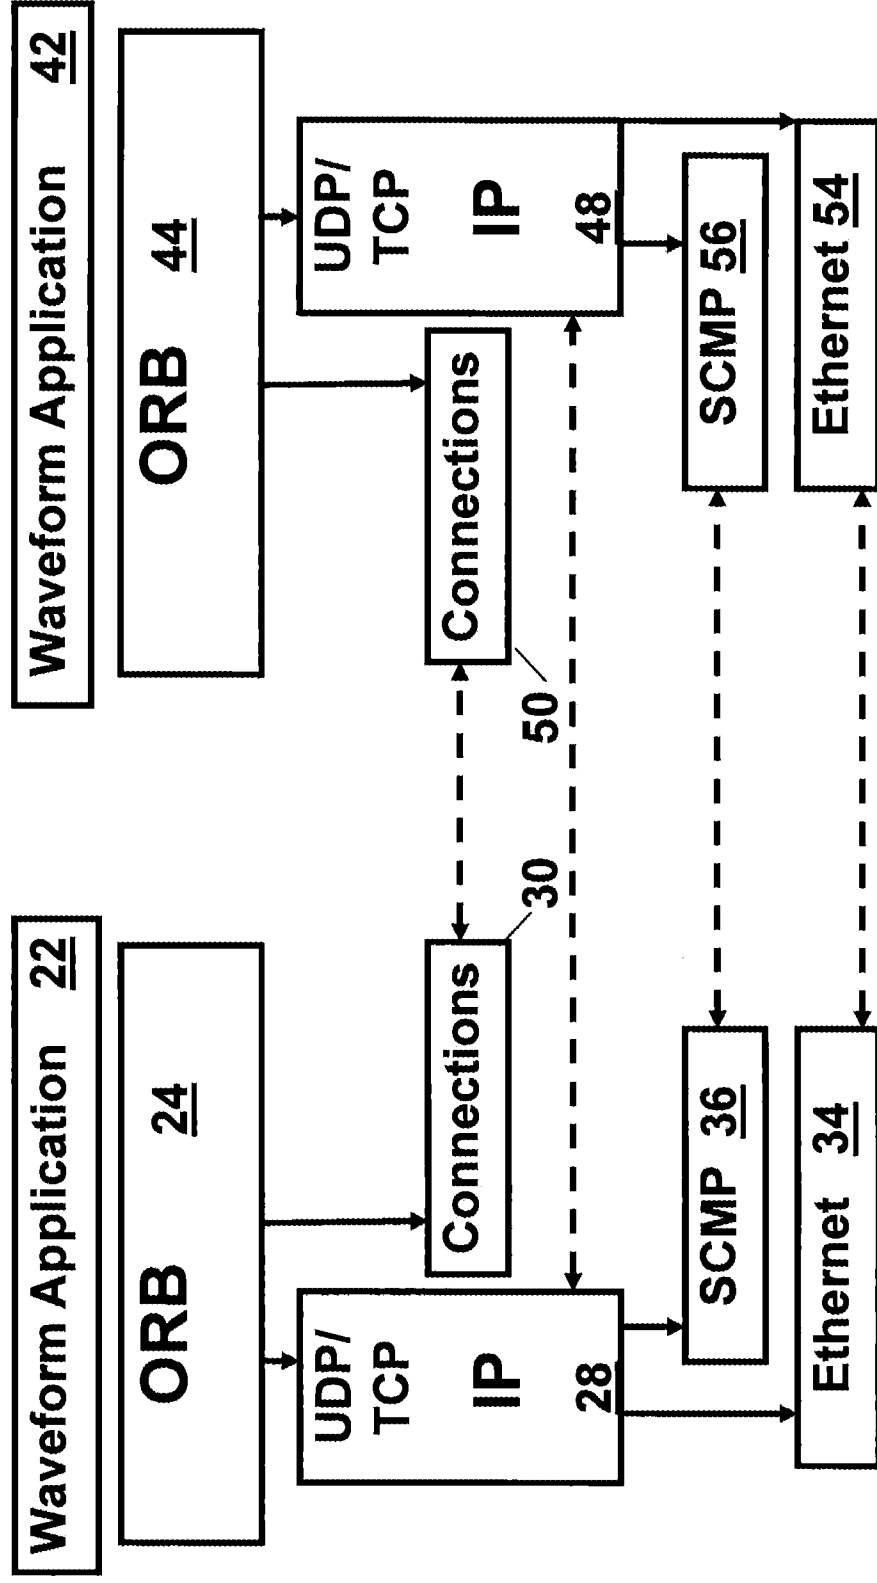 Waveform Application 22
ORB 24
UDP/
TCP
IP
28
Connections
30
SCMP 36
Ethernet 34
Waveform Application 42
ORB 44
Connections
50
UDP/
TCP
IP
48
SCMP 56
Ethernet 54